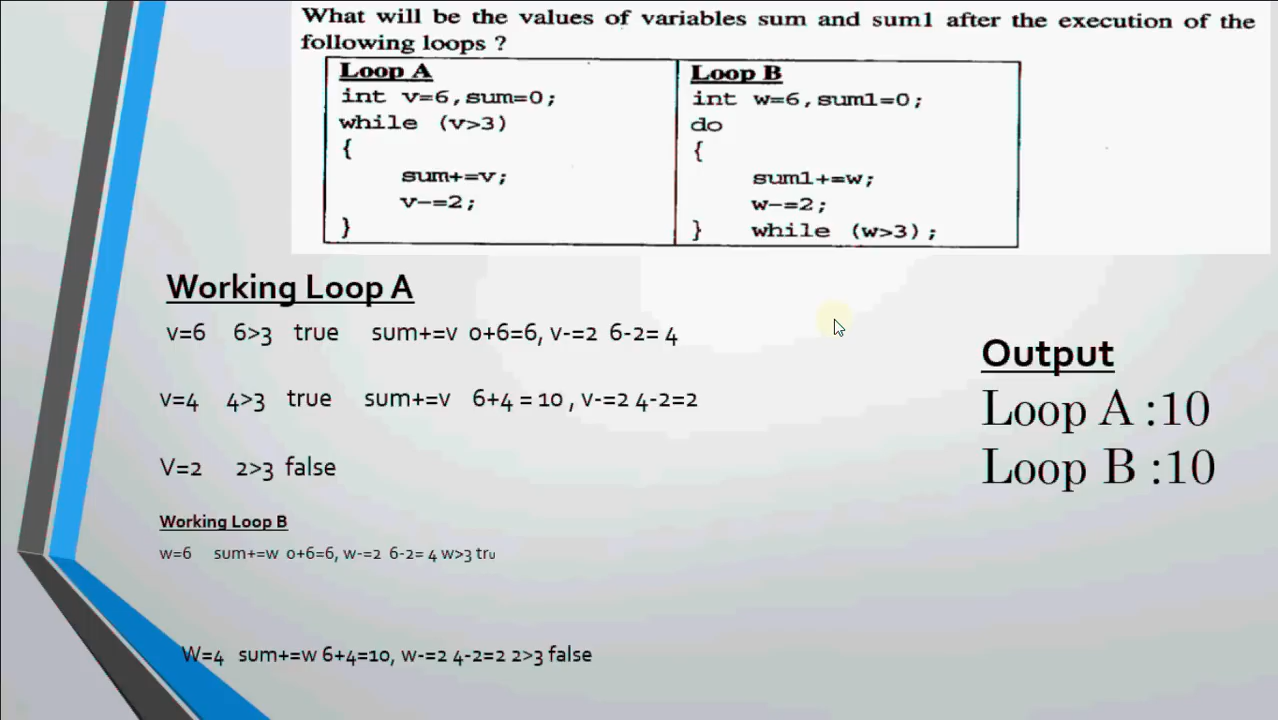 What will be the values of variables sum and sum1 after the execution of the
following loops ?
Loop A
int v=6,sum=0;
while (v>3)
{
sum+=v;
v-=2;
}
Loop B
int w=6,sum1=0;
do
{
sum1+=w;
w-=2;
} while (w>3);
Working Loop A
v=6 6>3 true sum+=v 0+6=6, v-=2 6-2= 4
v=4 4>3 true sum+=v 6+4 = 10 , v-=2 4-2=2
V=2 2>3 false
Working Loop B
w=6 sum+=w 0+6=6, w-=2 6-2= 4 w>3 tru
W=4 sum+=w 6+4=10, w-=2 4-2=2 2>3 false
Output
Loop A :10
Loop B :10